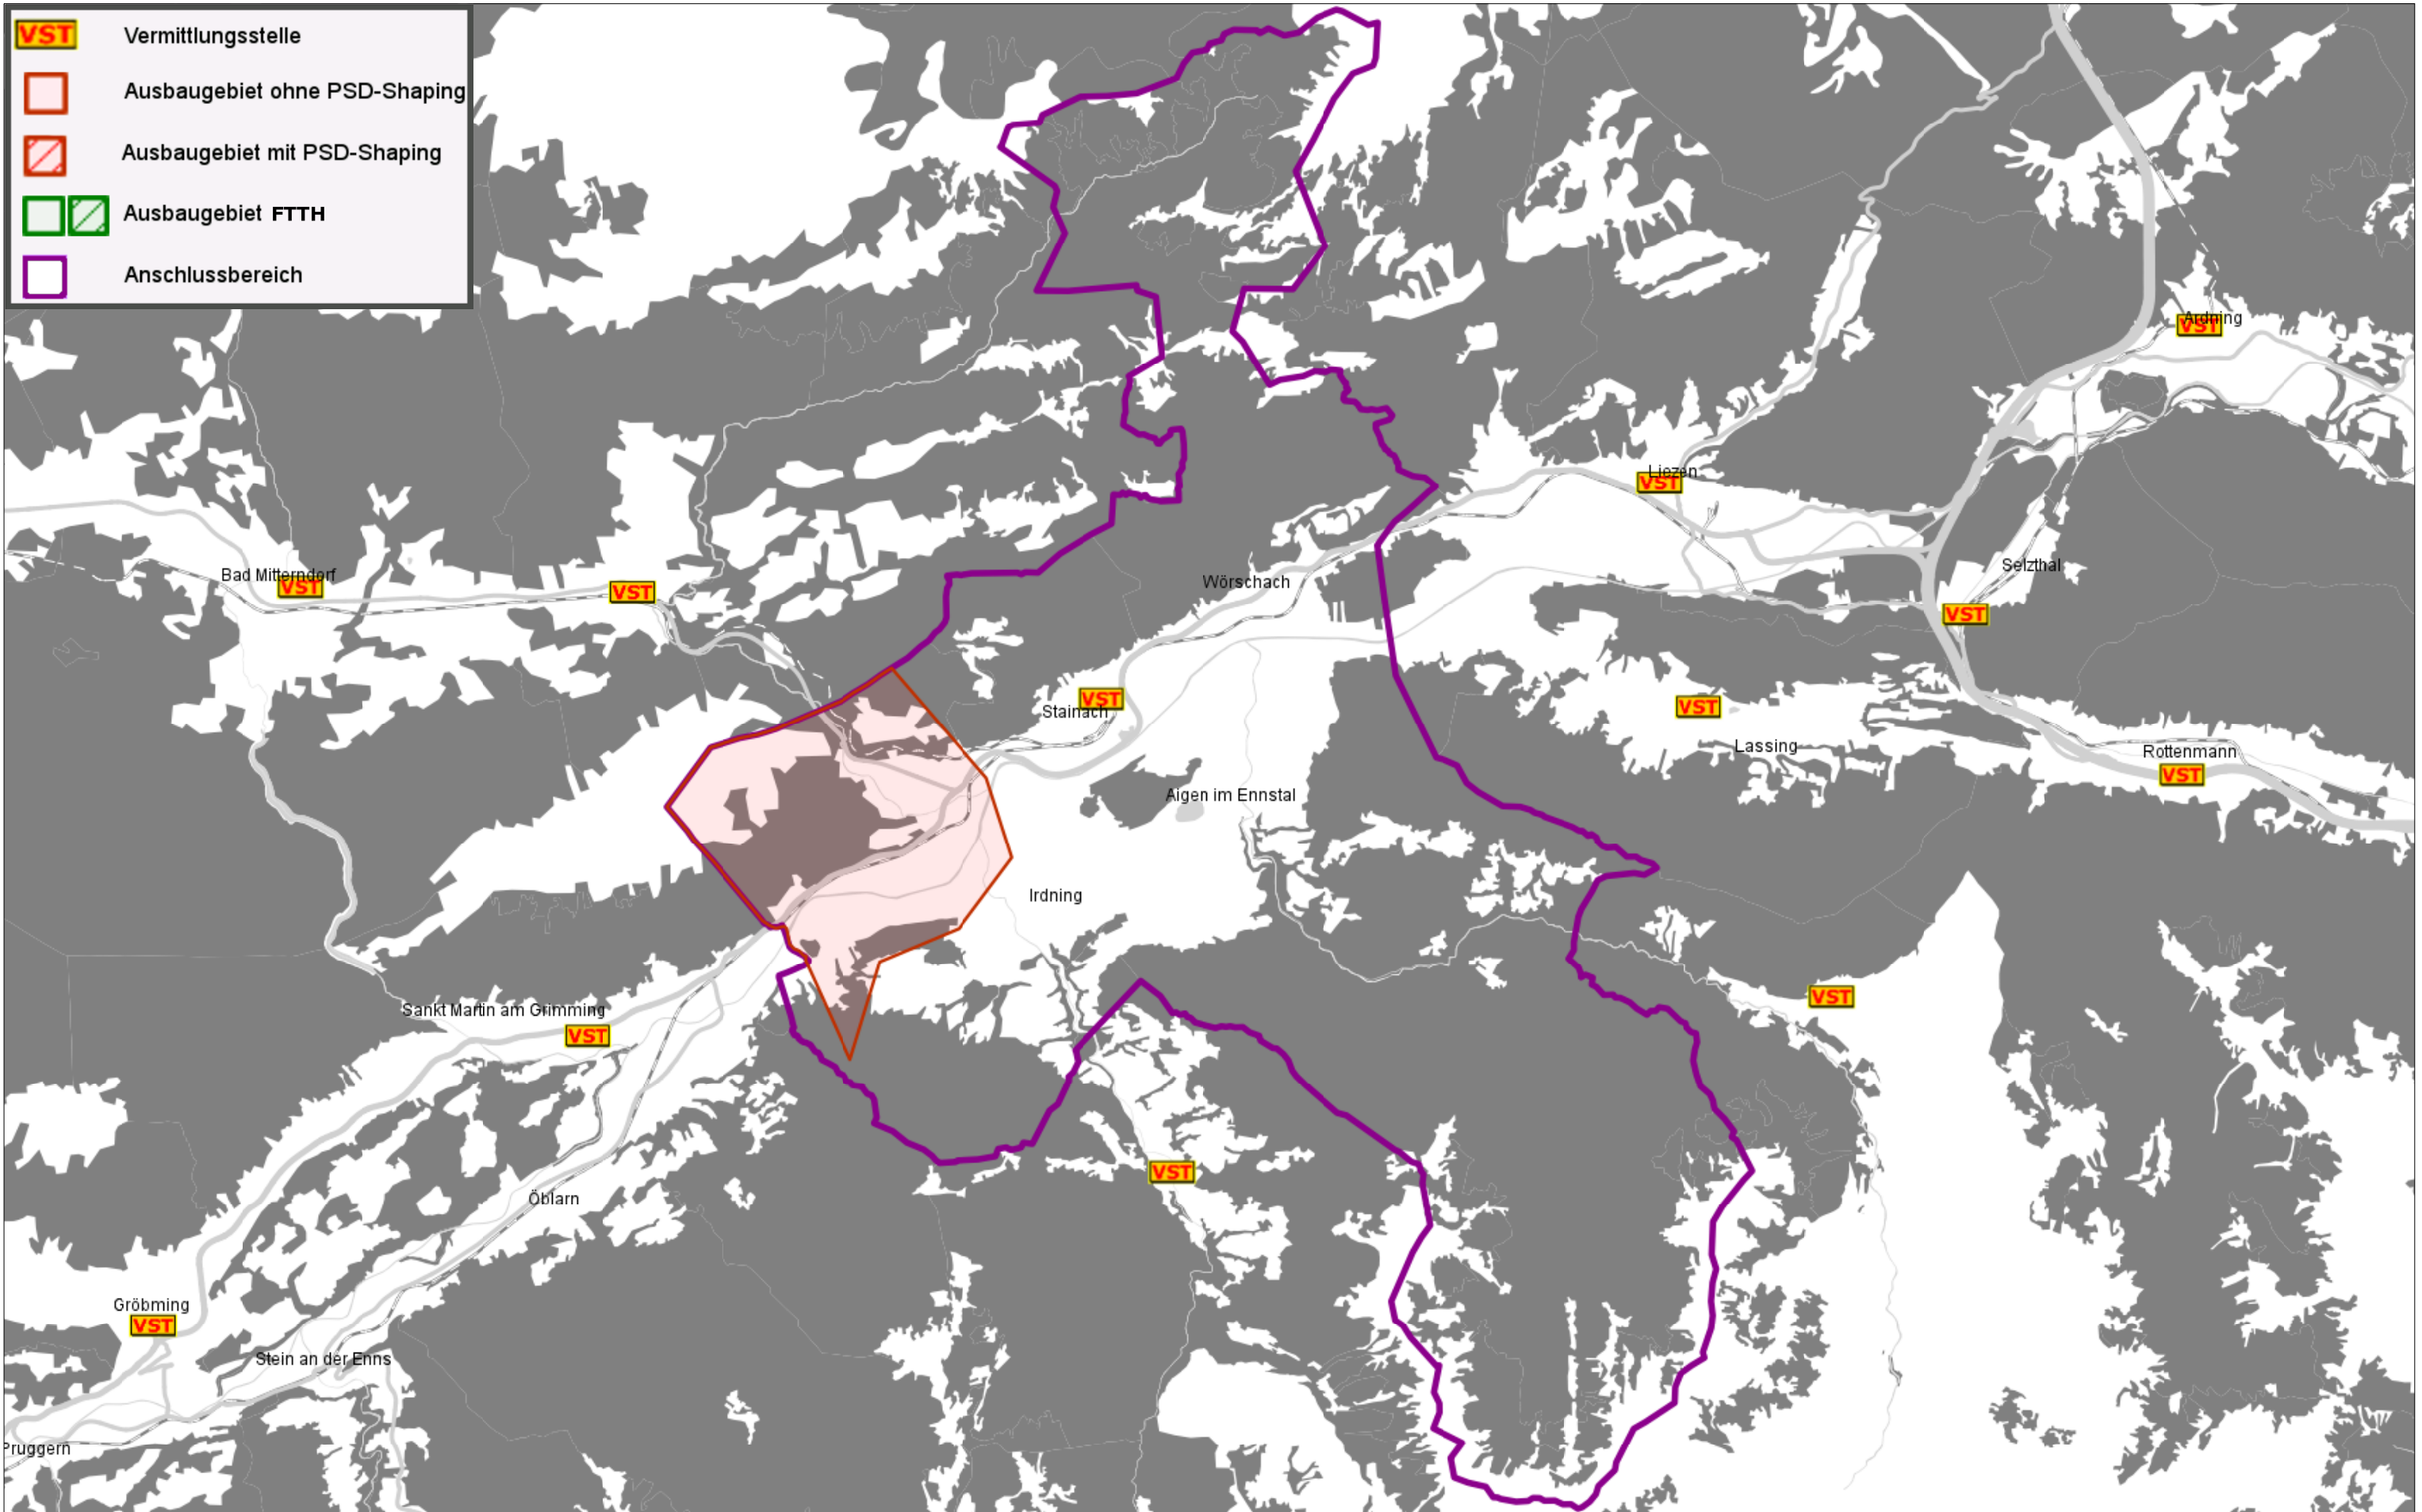 VST Vermittlungsstelle
Ausbaugebiet ohne PSD-Shaping
Ausbaugebiet mit PSD-Shaping
Ausbaugebiet FTTH
Anschlussbereich
Ardning
VST
Liezen
VST
Selzthal
VST
Bad Mitterndorf
VST
VST
Wörschach
VST
Stainach
VST
Lassing
Rottenmann
VST
Aigen im Ennstal
Irdning
VST
Sankt Martin am Grimming
VST
VST
Öblarn
Gröbming
VST
Stein an der Enns
Pruggern